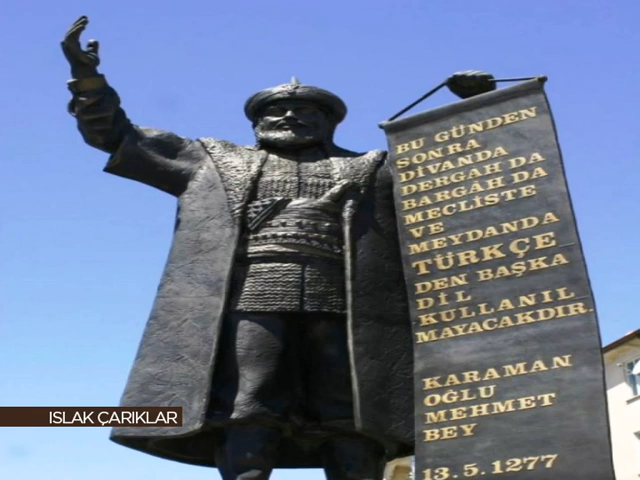 BU GÜNDEN
SONRA
DİVANDA
DERGAH DA
BARGÂH DA
MECLİSTE
VE
MEYDANDA
TÜRKÇE
DEN BAŞKA
DİL
KULLANIL
MAYACAKDIR.
KARAMAN
OĞLU
MEHMET
BEY
13.5.1277
ISLAK ÇARIKLAR